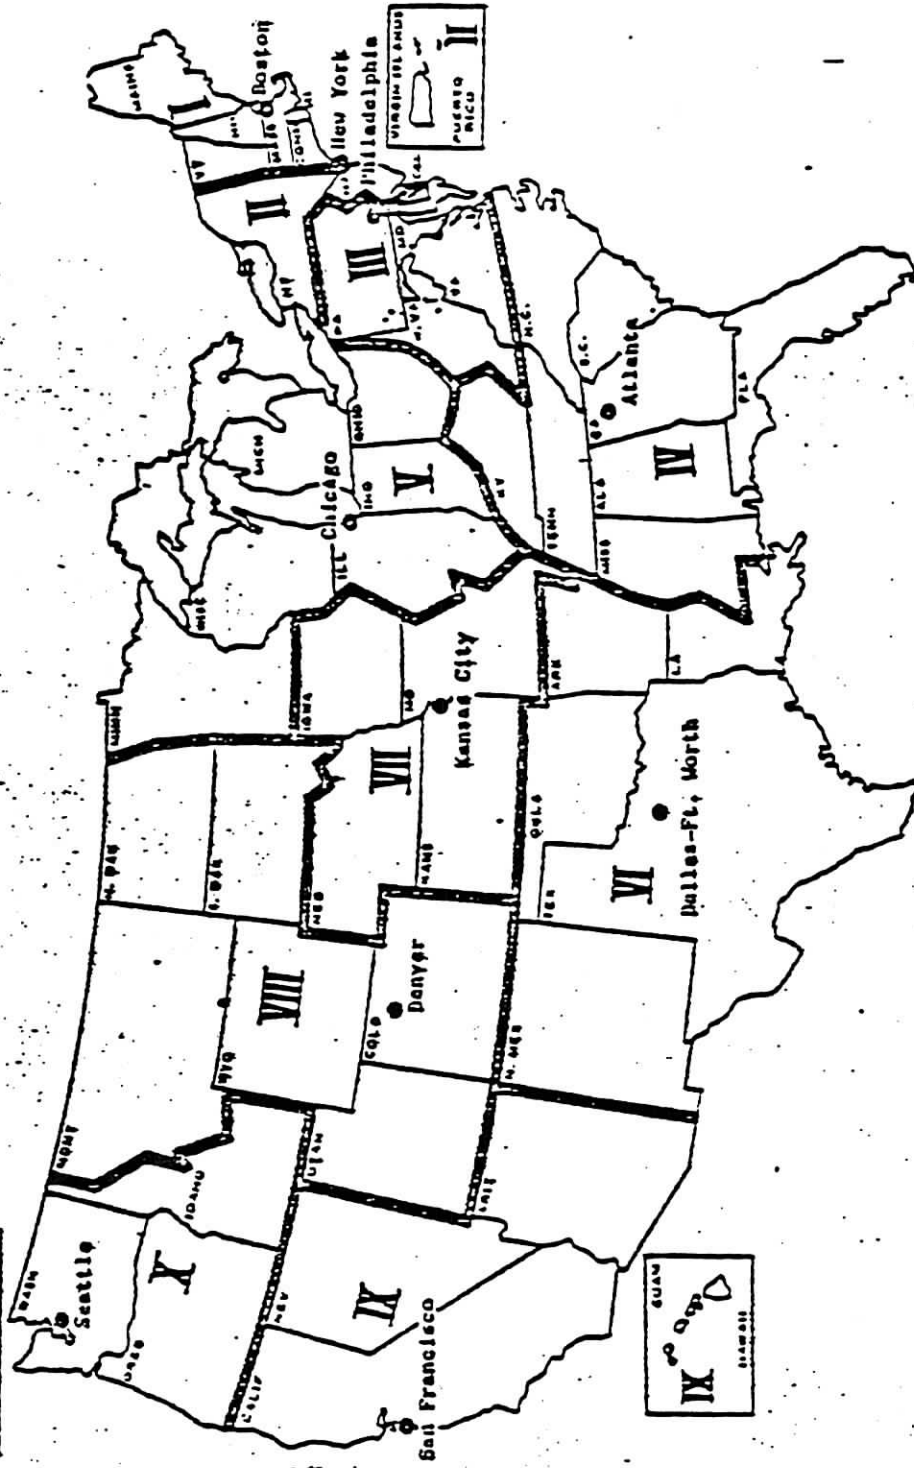 WASH
Seattle
X
OREG
IDAHO
MONT
N. DAK
S. DAK
WYO
VIII
NEB
MINN
IOWA
WIS
MICH
Chicago
ILL
IND
V
OHIO
VII
MO
Kansas City
KANS
COLO
Denver
UTAH
NEV
CALIF
IX
San Francisco
ARIZ
N. MEX
TEX
OKLA
VI
Dallas-Ft. Worth
ARK
LA
MISS
ALA
IV
GA
Atlanta
FLA
S.C.
N.C.
TENN
KY
VA
W. VA
MD
DEL
PA
III
Philadelphia
New York
NY
II
MAINE
I
Boston
MASS
CONN
VIRGIN ISLANDS
PUERTO
RICO
II
GUAM
IX
HAWAII